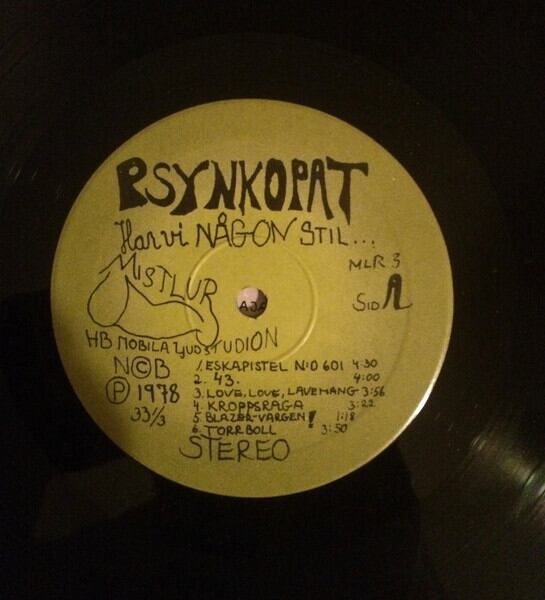 PSYNKOPAT
Har vi NÅGON STIL...
MISTLUR
MLR 3
SID A
HB MOBILA LJUDSTUDION
N©B
Ⓟ 1978
33⅓
1. ESKAPISTEL N:O 601 4:30
2. 43. 4:00
3. LOVE, LOVE, LAVEMANG 3:56
4. KROPPSRAGA 3:22
5 BLAZER-VARGEN! 1:18
6. TORRBOLL 3:50
STEREO